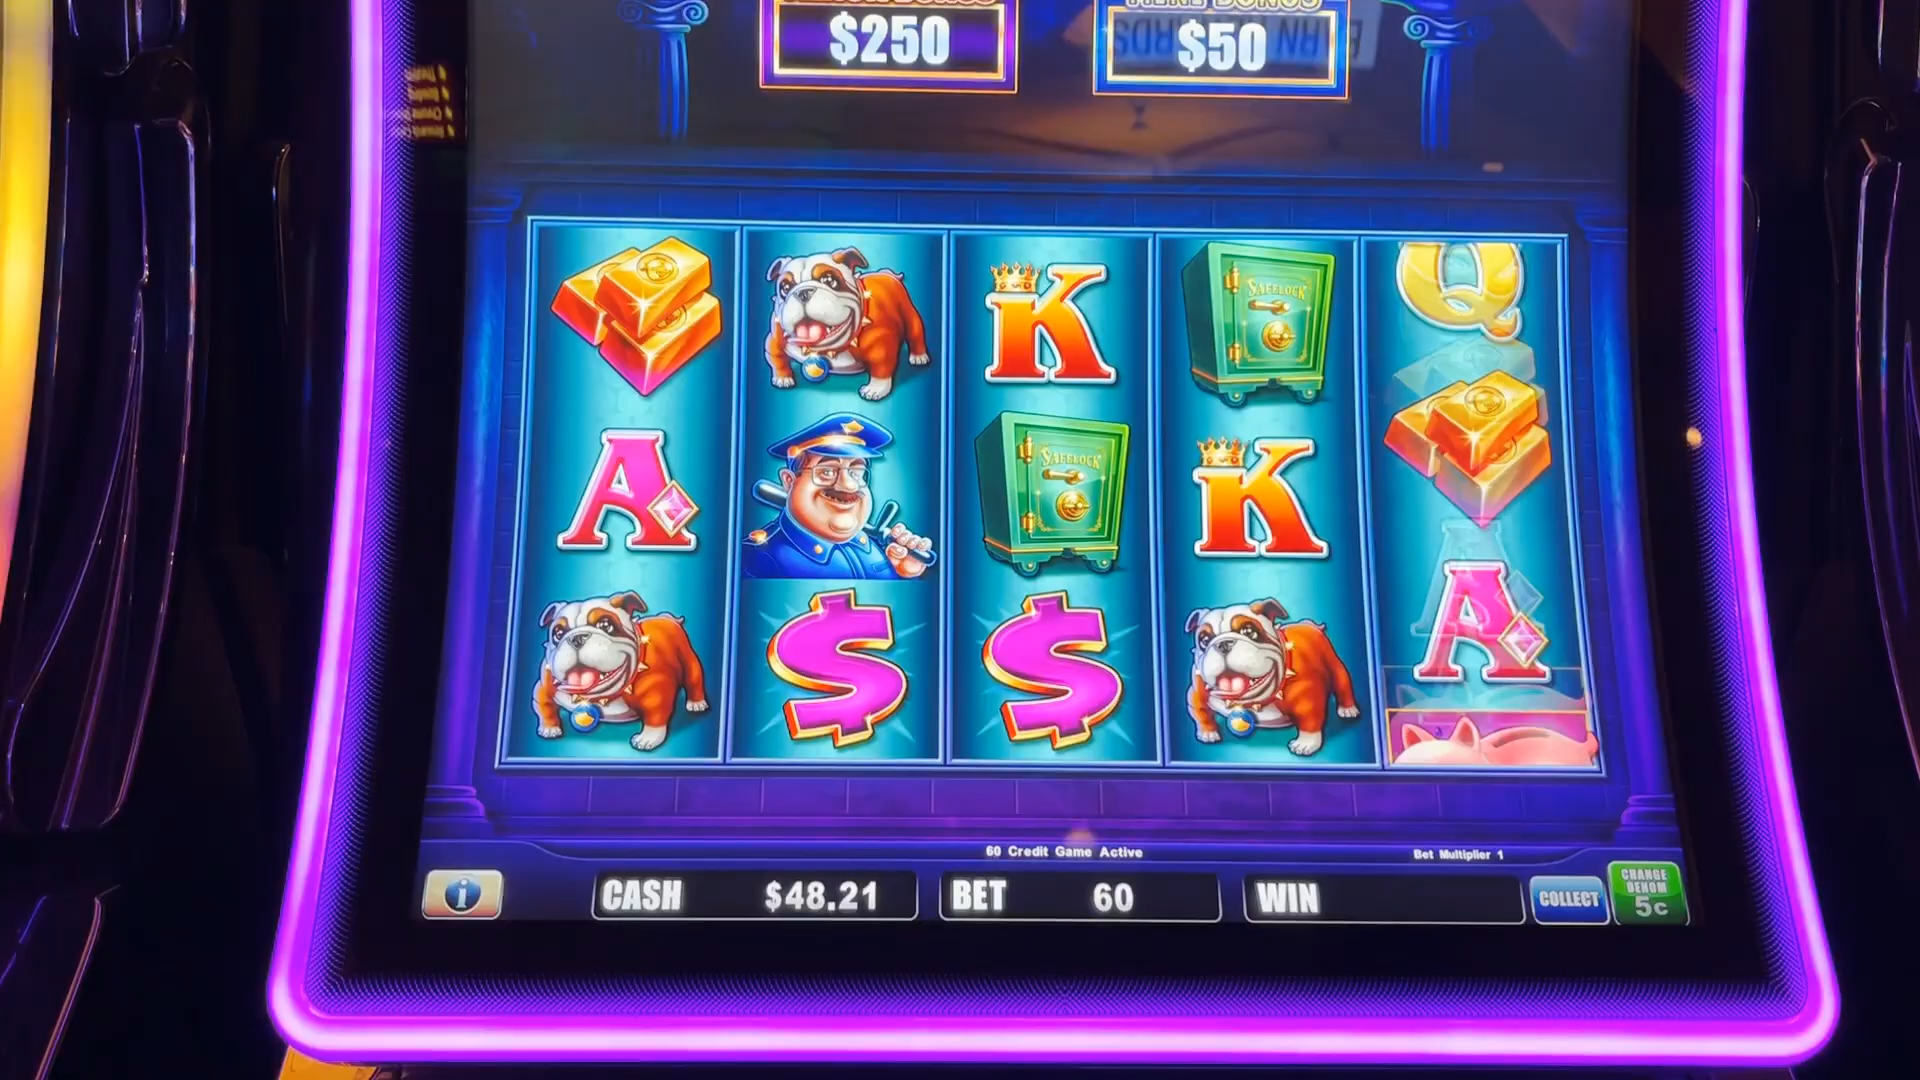 $250
$50
K
SAFELOCK
Q
A
SAFELOCK
K
A
$
$
60 Credit Game Active
Bet Multiplier 1
CASH $48.21
BET 60
WIN
COLLECT
CHANGE
DENOM
5¢